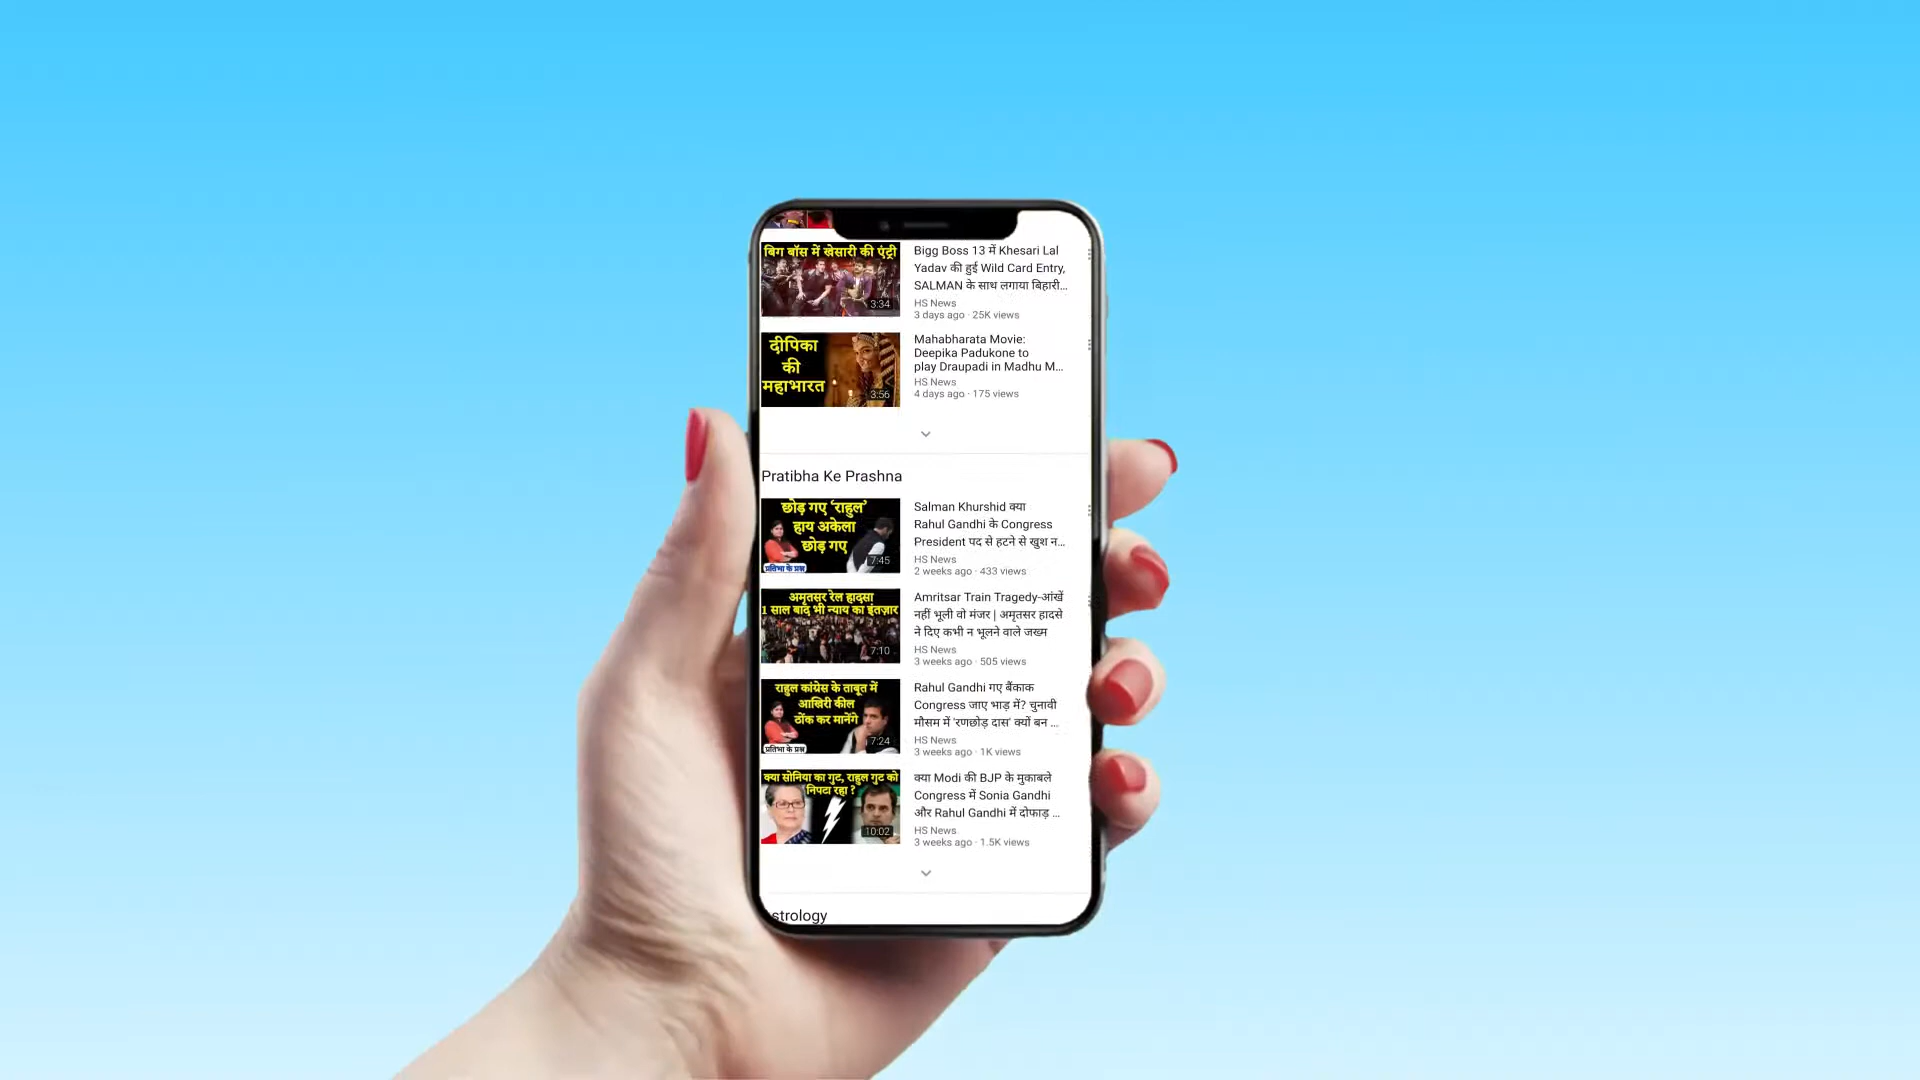 बिग बॉस में खेसारी की एंट्री
3:34
Bigg Boss 13 में Khesari Lal
Yadav की हुई Wild Card Entry,
SALMAN के साथ लगाया बिहारी...
HS News
3 days ago · 25K views
दीपिका
की
महाभारत
3:56
Mahabharata Movie:
Deepika Padukone to
play Draupadi in Madhu M...
HS News
4 days ago · 175 views
Pratibha Ke Prashna
छोड़ गए ‘राहुल’
हाय अकेला
छोड़ गए
प्रतिभा के प्रश्न
7:45
Salman Khurshid क्या
Rahul Gandhi के Congress
President पद से हटने से खुश न...
HS News
2 weeks ago · 433 views
अमृतसर रेल हादसा
1 साल बाद भी न्याय का इंतज़ार
7:10
Amritsar Train Tragedy-आंखें
नहीं भूली वो मंजर | अमृतसर हादसे
ने दिए कभी न भूलने वाले जख्म
HS News
3 weeks ago · 505 views
राहुल कांग्रेस के ताबूत में
आखिरी कील
ठोंक कर मानेंगे
प्रतिभा के प्रश्न
7:24
Rahul Gandhi गए बैंकाक
Congress जाए भाड़ में? चुनावी
मौसम में 'रणछोड़ दास' क्यों बन ...
HS News
3 weeks ago · 1K views
क्या सोनिया का गुट, राहुल गुट को
निपटा रहा ?
10:02
क्या Modi की BJP के मुकाबले
Congress में Sonia Gandhi
और Rahul Gandhi में दोफाड़ ...
HS News
3 weeks ago · 1.5K views
strology